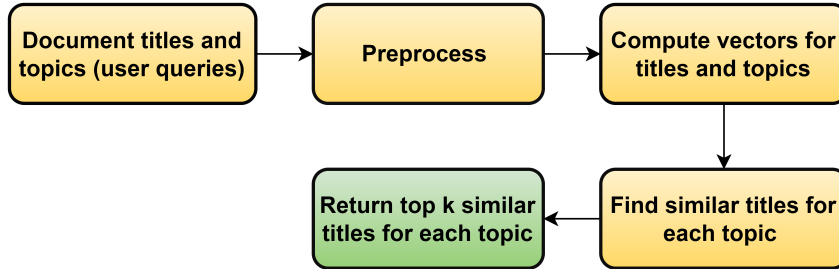 Document titles and
topics (user queries)
Preprocess
Compute vectors for
titles and topics
Find similar titles for
each topic
Return top k similar
titles for each topic